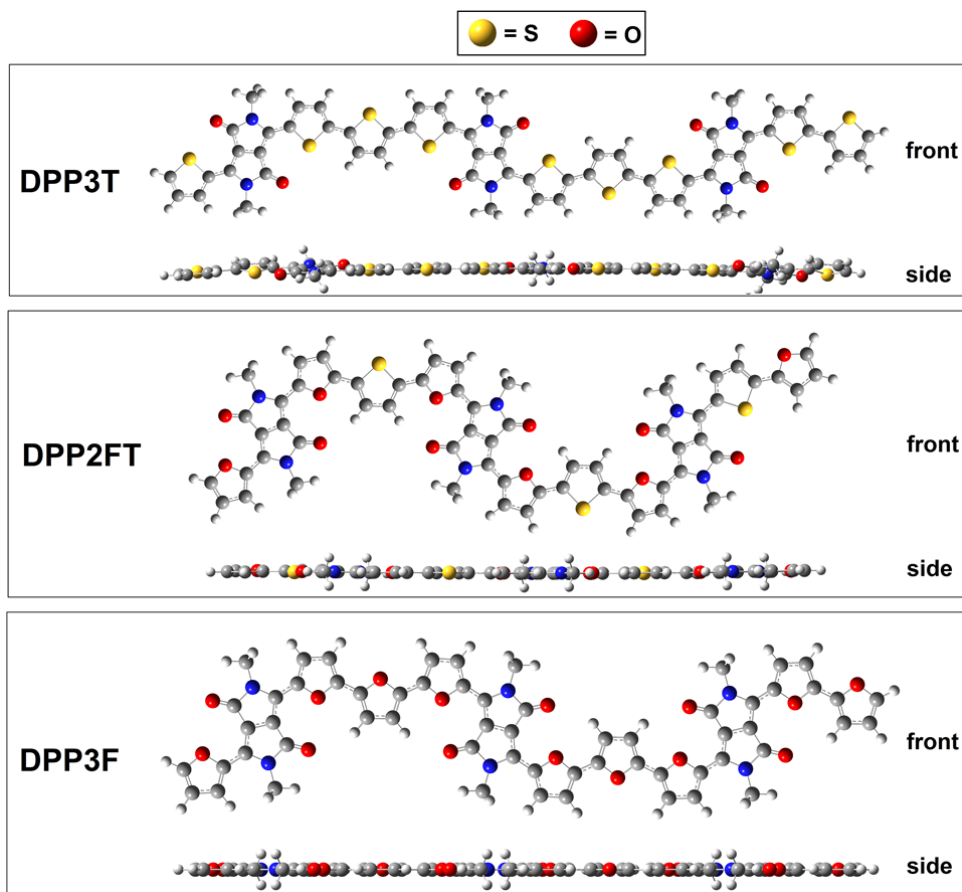 = S = O
front
DPP3T
side
front
DPP2FT
side
front
DPP3F
side